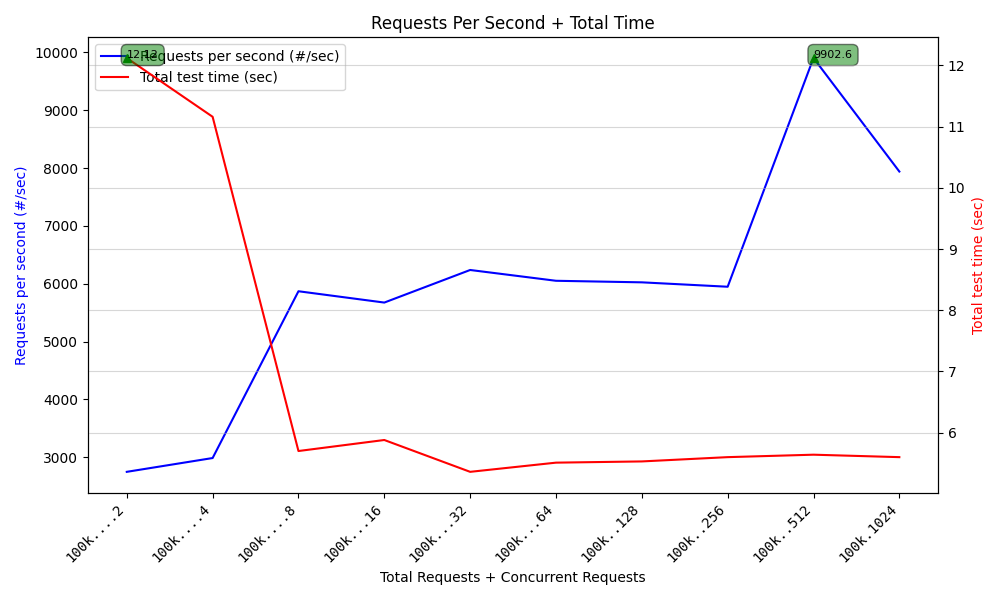 Requests Per Second + Total Time
Requests per second (#/sec)
Total test time (sec)
12.12
9902.6
10000
9000
8000
7000
6000
5000
4000
3000
12
11
10
9
8
7
6
Requests per second (#/sec)
Total test time (sec)
100k....2
100k....4
100k....8
100k...16
100k...32
100k...64
100k..128
100k..256
100k..512
100k.1024
Total Requests + Concurrent Requests